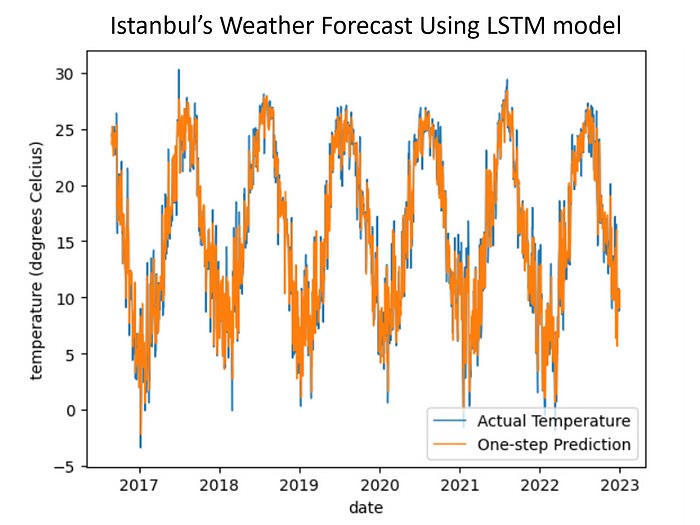 Istanbul’s Weather Forecast Using LSTM model
30
25
20
15
10
5
0
−5
temperature (degrees Celcius)
Actual Temperature
One-step Prediction
2017 2018 2019 2020 2021 2022 2023
date